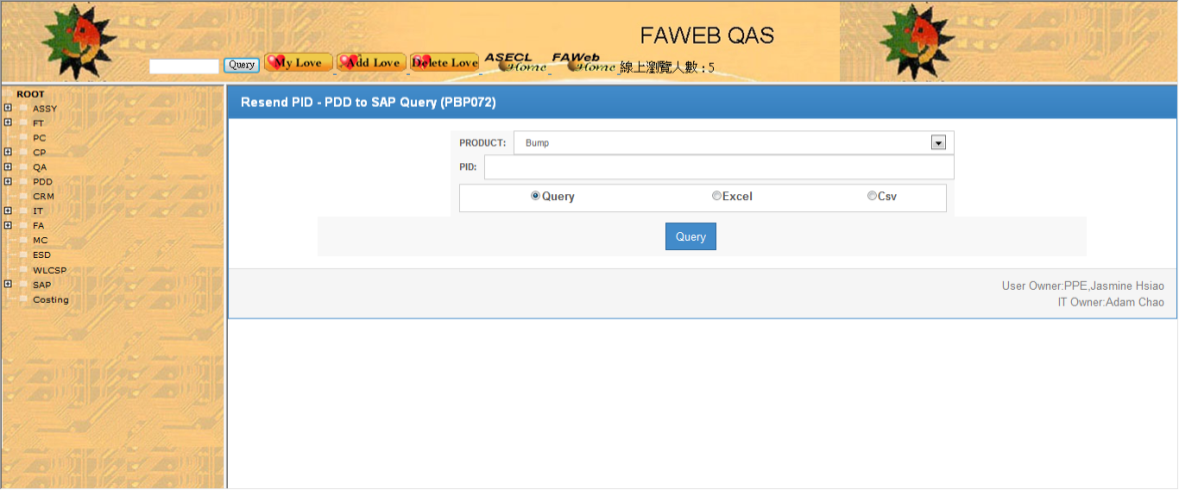 FAWEB QAS
Query My Love Add Love Delete Love ASECL Home FAWeb Home 線上瀏覽人數 : 5
ROOT
ASSY
FT
PC
CP
QA
PDD
CRM
IT
FA
MC
ESD
WLCSP
SAP
Costing
Resend PID - PDD to SAP Query (PBP072)
PRODUCT: Bump
PID:
Query Excel Csv
Query
User Owner:PPE,Jasmine Hsiao
IT Owner:Adam Chao